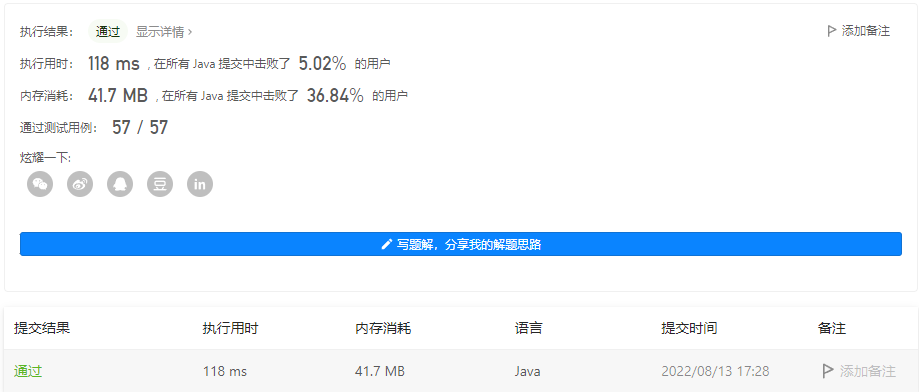 执行结果： 通过 显示详情 › 添加备注
执行用时： 118 ms ，在所有 Java 提交中击败了 5.02% 的用户
内存消耗： 41.7 MB ，在所有 Java 提交中击败了 36.84% 的用户
通过测试用例： 57 / 57
炫耀一下:
豆 in
写题解，分享我的解题思路
提交结果 执行用时 内存消耗 语言 提交时间 备注
通过 118 ms 41.7 MB Java 2022/08/13 17:28 添加备注